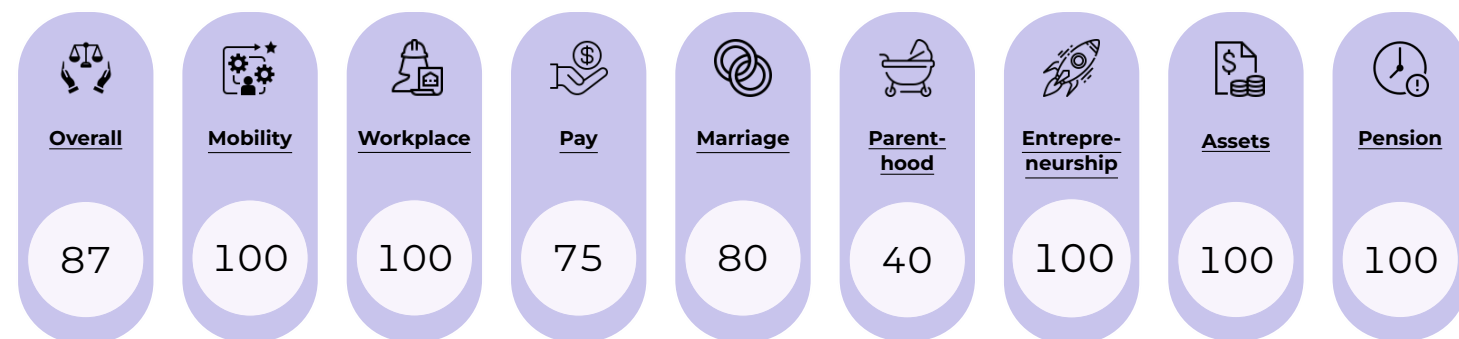 Overall
87
Mobility
100
Workplace
100
$
Pay
75
Marriage
80
Parent-
hood
40
Entrepre-
neurship
100
$
Assets
100
!
Pension
100